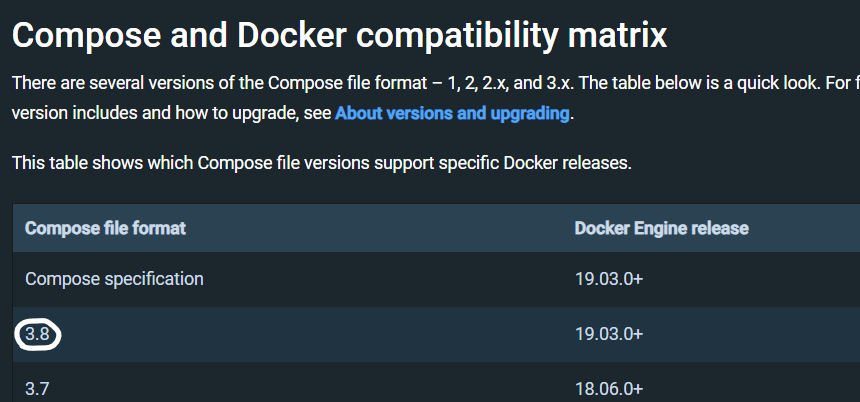 Compose and Docker compatibility matrix
There are several versions of the Compose file format – 1, 2, 2.x, and 3.x. The table below is a quick look. For
version includes and how to upgrade, see About versions and upgrading.
This table shows which Compose file versions support specific Docker releases.
Compose file format Docker Engine release
Compose specification 19.03.0+
3.8 19.03.0+
3.7 18.06.0+